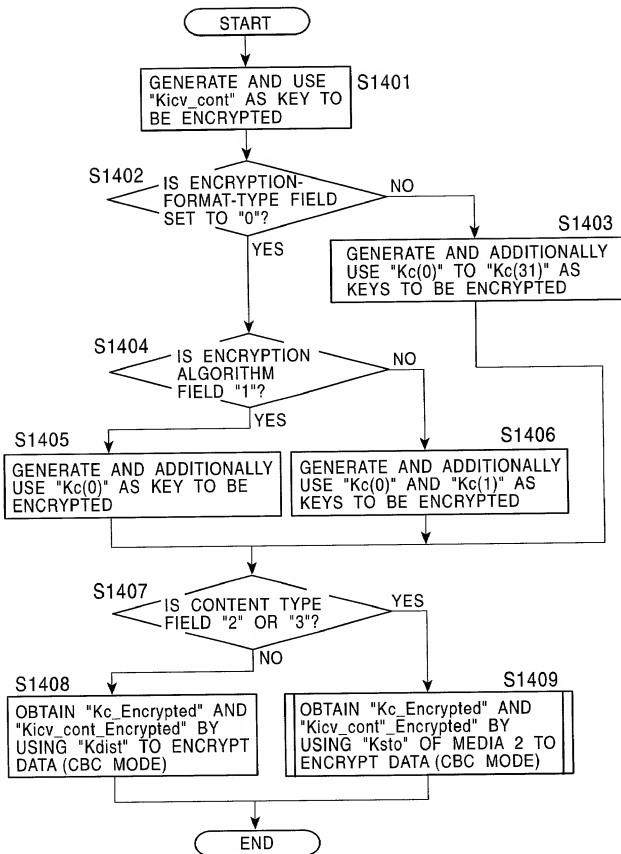 START
GENERATE AND USE
"Kicv_cont" AS KEY TO
BE ENCRYPTED
S1401
S1402
IS ENCRYPTION-
FORMAT-TYPE FIELD
SET TO "0"?
NO
YES
S1403
GENERATE AND ADDITIONALLY
USE "Kc(0)" TO "Kc(31)" AS
KEYS TO BE ENCRYPTED
S1404
IS ENCRYPTION
ALGORITHM
FIELD "1"?
NO
YES
S1405
GENERATE AND ADDITIONALLY
USE "Kc(0)" AS KEY TO BE
ENCRYPTED
S1406
GENERATE AND ADDITIONALLY
USE "Kc(0)" AND "Kc(1)" AS
KEYS TO BE ENCRYPTED
S1407
IS CONTENT TYPE
FIELD "2" OR "3"?
YES
NO
S1408
OBTAIN "Kc_Encrypted" AND
"Kicv_cont_Encrypted" BY
USING "Kdist" TO ENCRYPT
DATA (CBC MODE)
S1409
OBTAIN "Kc_Encrypted" AND
"Kicv_cont"_Encrypted" BY
USING "Ksto" OF MEDIA 2 TO
ENCRYPT DATA (CBC MODE)
END